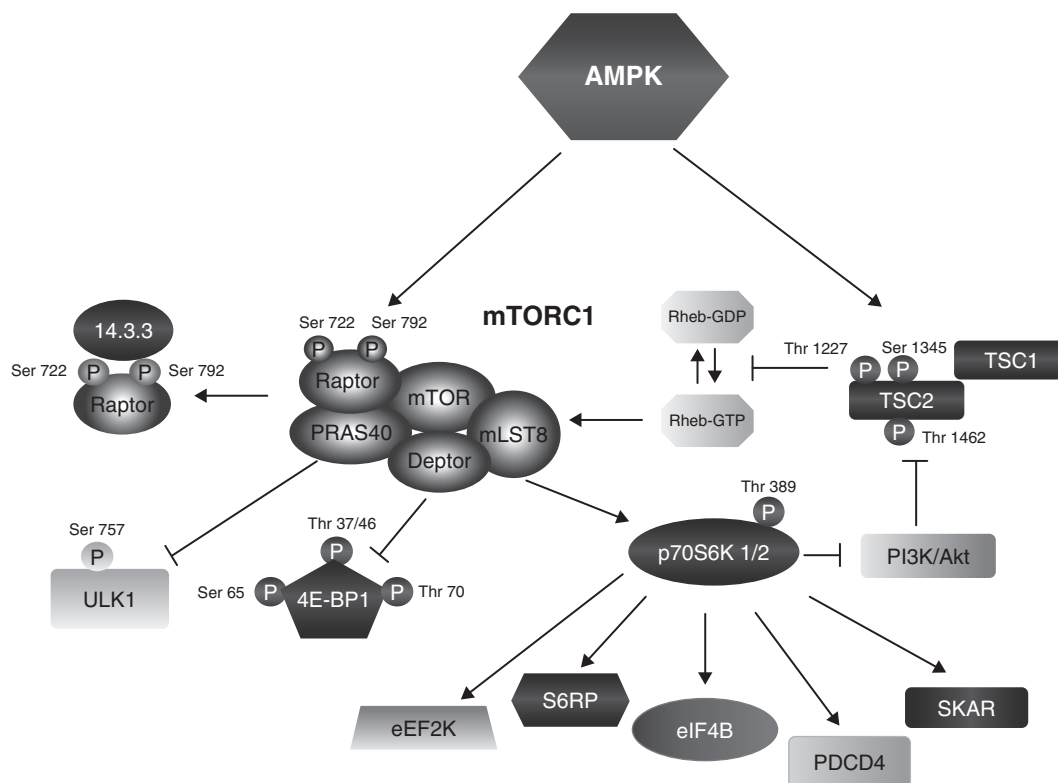 AMPK
mTORC1
14.3.3
Ser 722
P
P
Ser 792
Raptor
Ser 722
Ser 792
P
P
Raptor
mTOR
PRAS40
mLST8
Deptor
Rheb-GDP
Rheb-GTP
Thr 1227
Ser 1345
P
P
TSC1
TSC2
P
Thr 1462
Ser 757
P
ULK1
Thr 37/46
P
Ser 65
P
4E-BP1
P
Thr 70
Thr 389
P
p70S6K 1/2
PI3K/Akt
eEF2K
S6RP
eIF4B
PDCD4
SKAR